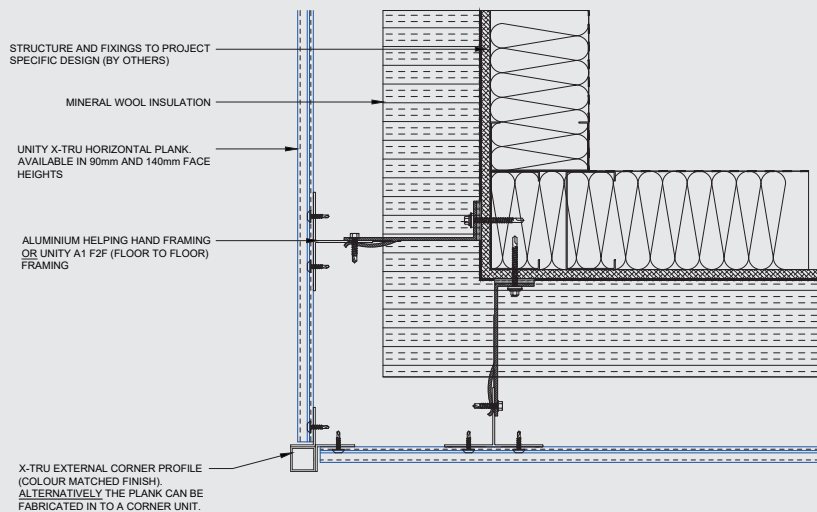 STRUCTURE AND FIXINGS TO PROJECT
SPECIFIC DESIGN (BY OTHERS)
MINERAL WOOL INSULATION
UNITY X-TRU HORIZONTAL PLANK.
AVAILABLE IN 90mm AND 140mm FACE
HEIGHTS
ALUMINIUM HELPING HAND FRAMING
OR UNITY A1 F2F (FLOOR TO FLOOR)
FRAMING
X-TRU EXTERNAL CORNER PROFILE
(COLOUR MATCHED FINISH).
ALTERNATIVELY THE PLANK CAN BE
FABRICATED IN TO A CORNER UNIT.